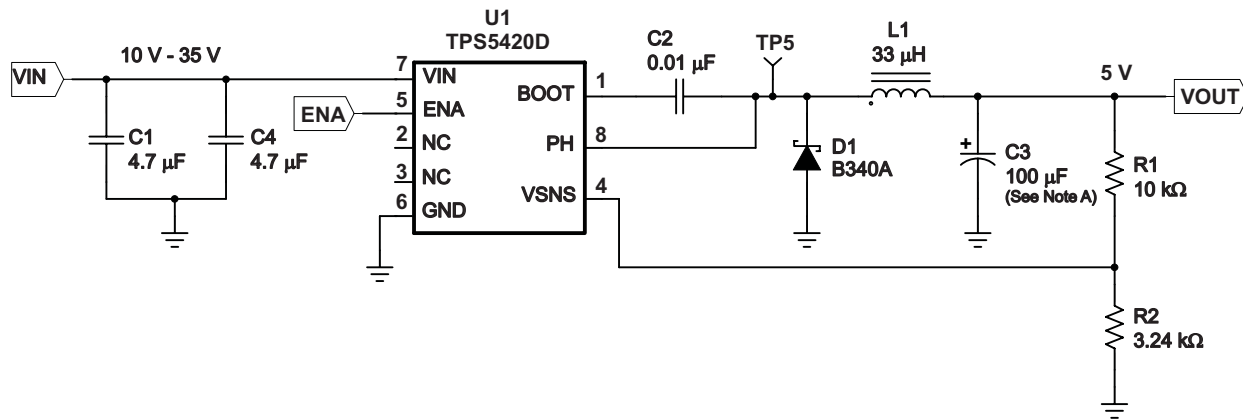 U1
TPS5420D
10 V - 35 V
VIN
7
VIN
ENA
5
ENA
2
NC
3
NC
6
GND
BOOT
1
PH
8
VSNS
4
C1
4.7 μF
C4
4.7 μF
C2
0.01 μF
TP5
L1
33 μH
5 V
VOUT
D1
B340A
+
C3
100 μF
(See Note A)
R1
10 kΩ
R2
3.24 kΩ